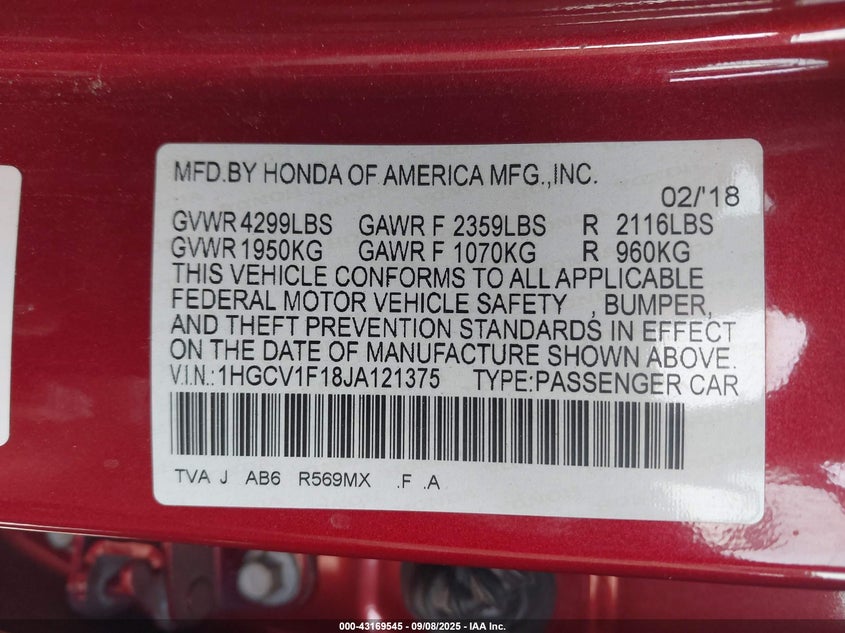 MFD.BY HONDA OF AMERICA MFG.,INC.
02/'18
GVWR 4299LBS GAWR F 2359LBS R 2116LBS
GVWR 1950KG GAWR F 1070KG R 960KG
THIS VEHICLE CONFORMS TO ALL APPLICABLE
FEDERAL MOTOR VEHICLE SAFETY , BUMPER,
AND THEFT PREVENTION STANDARDS IN EFFECT
ON THE DATE OF MANUFACTURE SHOWN ABOVE.
V.I.N.:1HGCV1F18JA121375 TYPE:PASSENGER CAR
TVA J AB6 R569MX .F .A
000-43169545 - 09/08/2025 - IAA Inc.